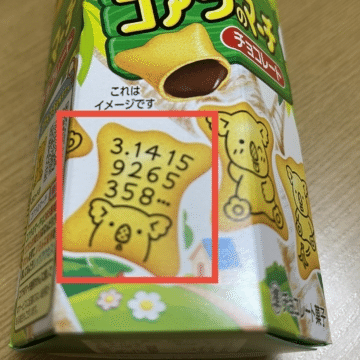 コアラのマーチ
チョコレート
これは
イメージです
3.1415
9265
358...